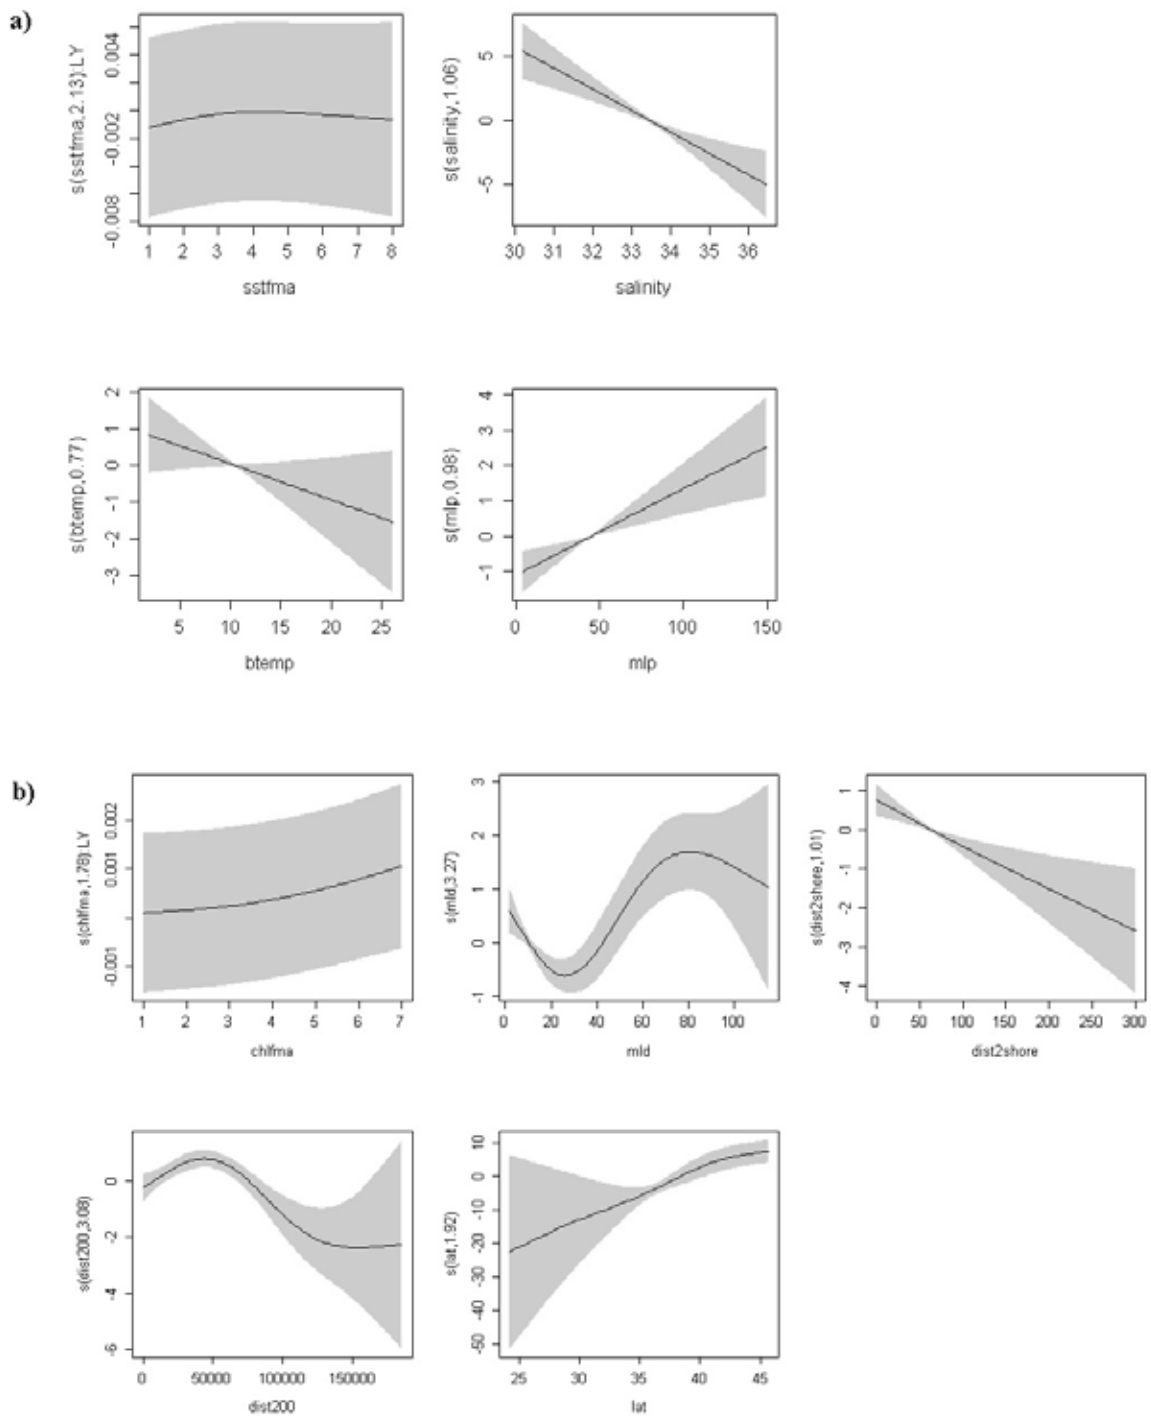 a)
s(sstfma,2.13):LY
0.004
-0.002
-0.008
1 2 3 4 5 6 7 8
sstfma
s(salinity,1.06)
5
0
-5
30 31 32 33 34 35 36
salinity
s(btemp,0.77)
2
1
0
-1
-2
-3
5 10 15 20 25
btemp
s(mlp,0.98)
4
3
2
1
0
-1
0 50 100 150
mlp
b)
s(chlfma,1.78):LY
0.002
0.001
-0.001
1 2 3 4 5 6 7
chlfma
s(mld,3.27)
3
2
1
0
-1
0 20 40 60 80 100
mld
s(dist2shore,1.01)
1
0
-1
-2
-3
-4
0 50 100 150 200 250 300
dist2shore
s(dist200,3.08)
0
-2
-4
-6
0 50000 100000 150000
dist200
s(lat,1.92)
10
0
-10
-20
-30
-40
-50
25 30 35 40 45
lat